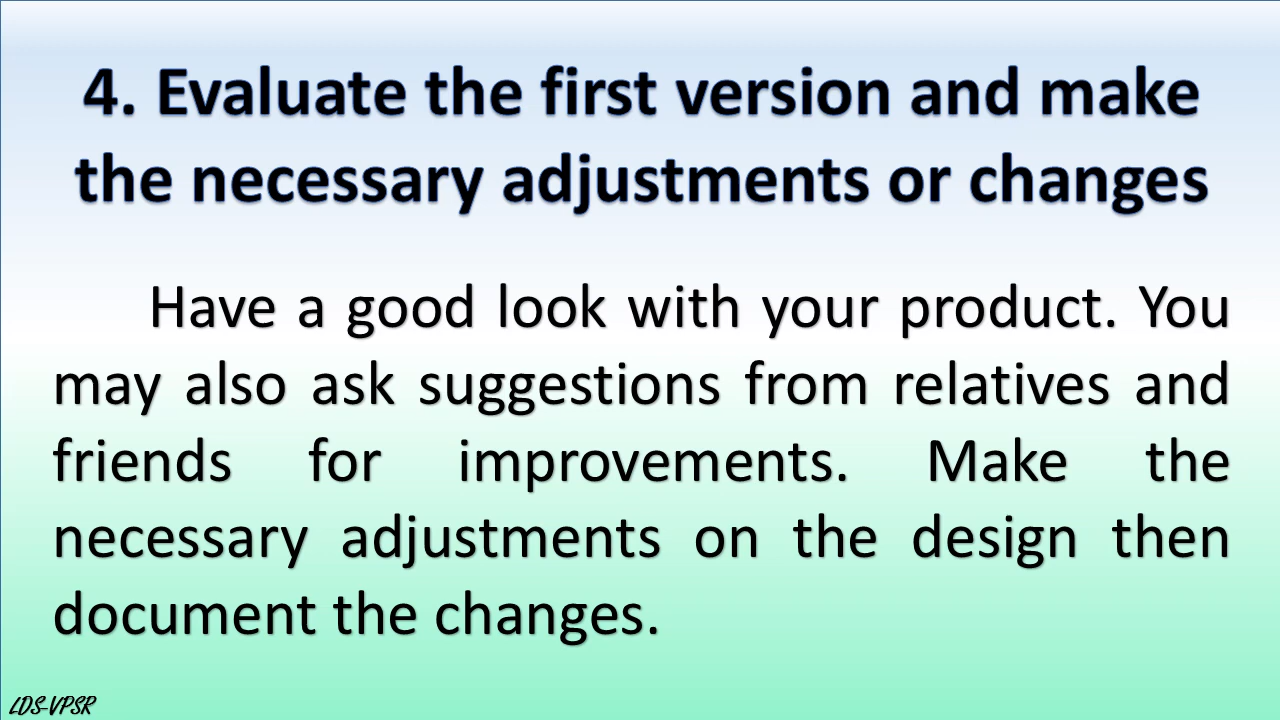 4. Evaluate the first version and make
the necessary adjustments or changes
Have a good look with your product. You
may also ask suggestions from relatives and
friends for improvements. Make the
necessary adjustments on the design then
document the changes.
LDS-VPSR